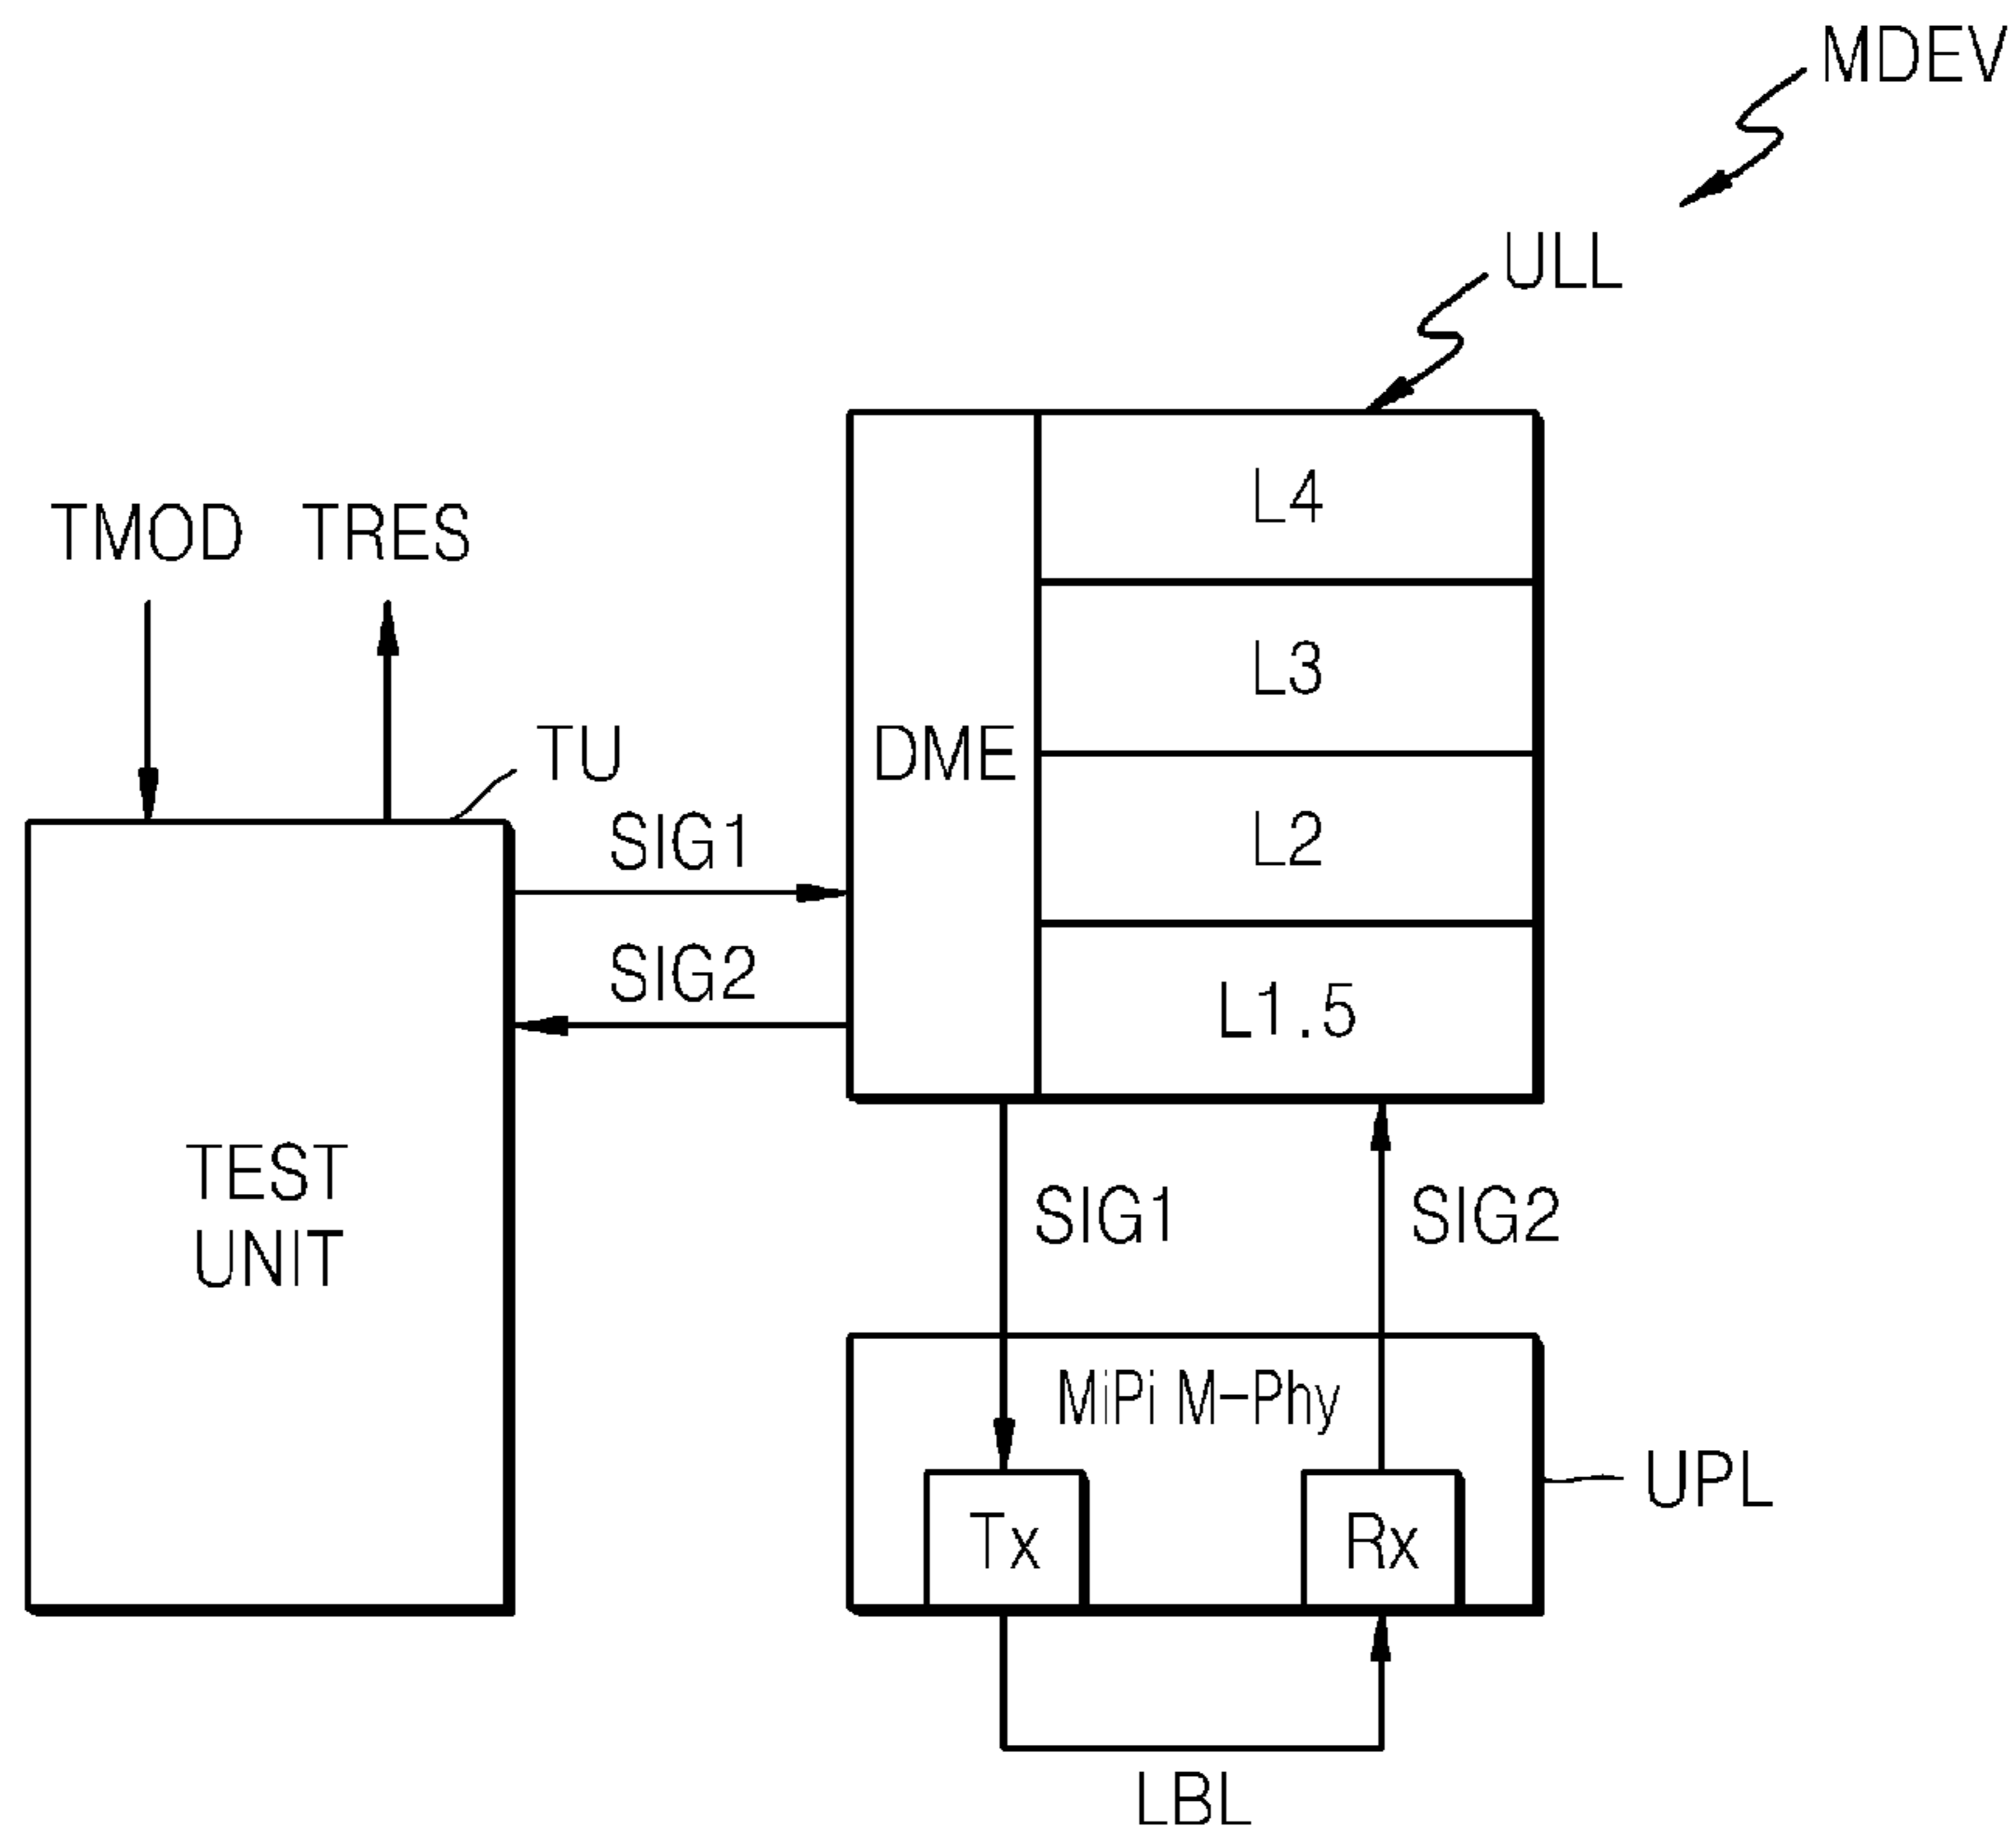 MDEV
ULL
L4
TMOD
TRES
L3
TU
DME
SIG1
L2
SIG2
L1.5
TEST
UNIT
SIG1
SIG2
MiPi M-Phy
UPL
Tx
Rx
LBL